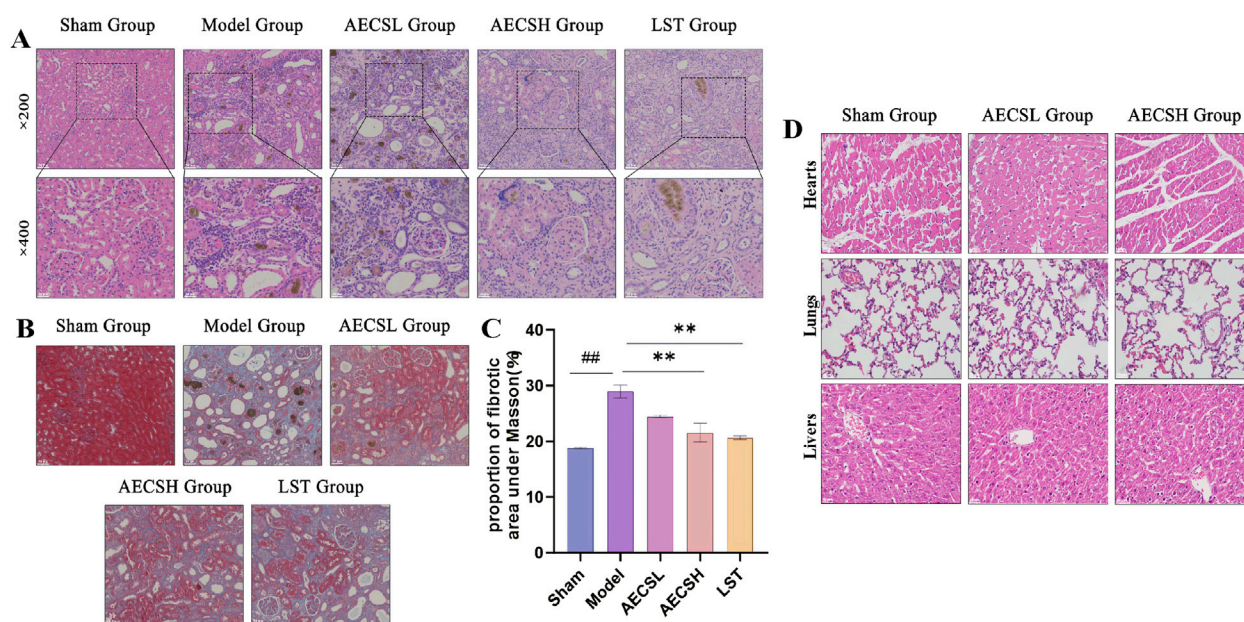 A
Sham Group
Model Group
AECSL Group
AECSH Group
LST Group
×200
×400
B
Sham Group
Model Group
AECSL Group
AECSH Group
LST Group
C
proportion of fibrotic
area under Masson(%)
40
30
20
10
0
##
**
**
Sham
Model
AECSL
AECSH
LST
D
Sham Group
AECSL Group
AECSH Group
Hearts
Lungs
Livers